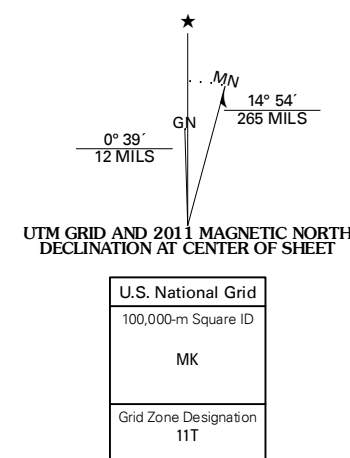 ★
MN
14° 54´
265 MILS
GN
0° 39´
12 MILS
UTM GRID AND 2011 MAGNETIC NORTH
DECLINATION AT CENTER OF SHEET
U.S. National Grid
100,000-m Square ID
MK
Grid Zone Designation
11T